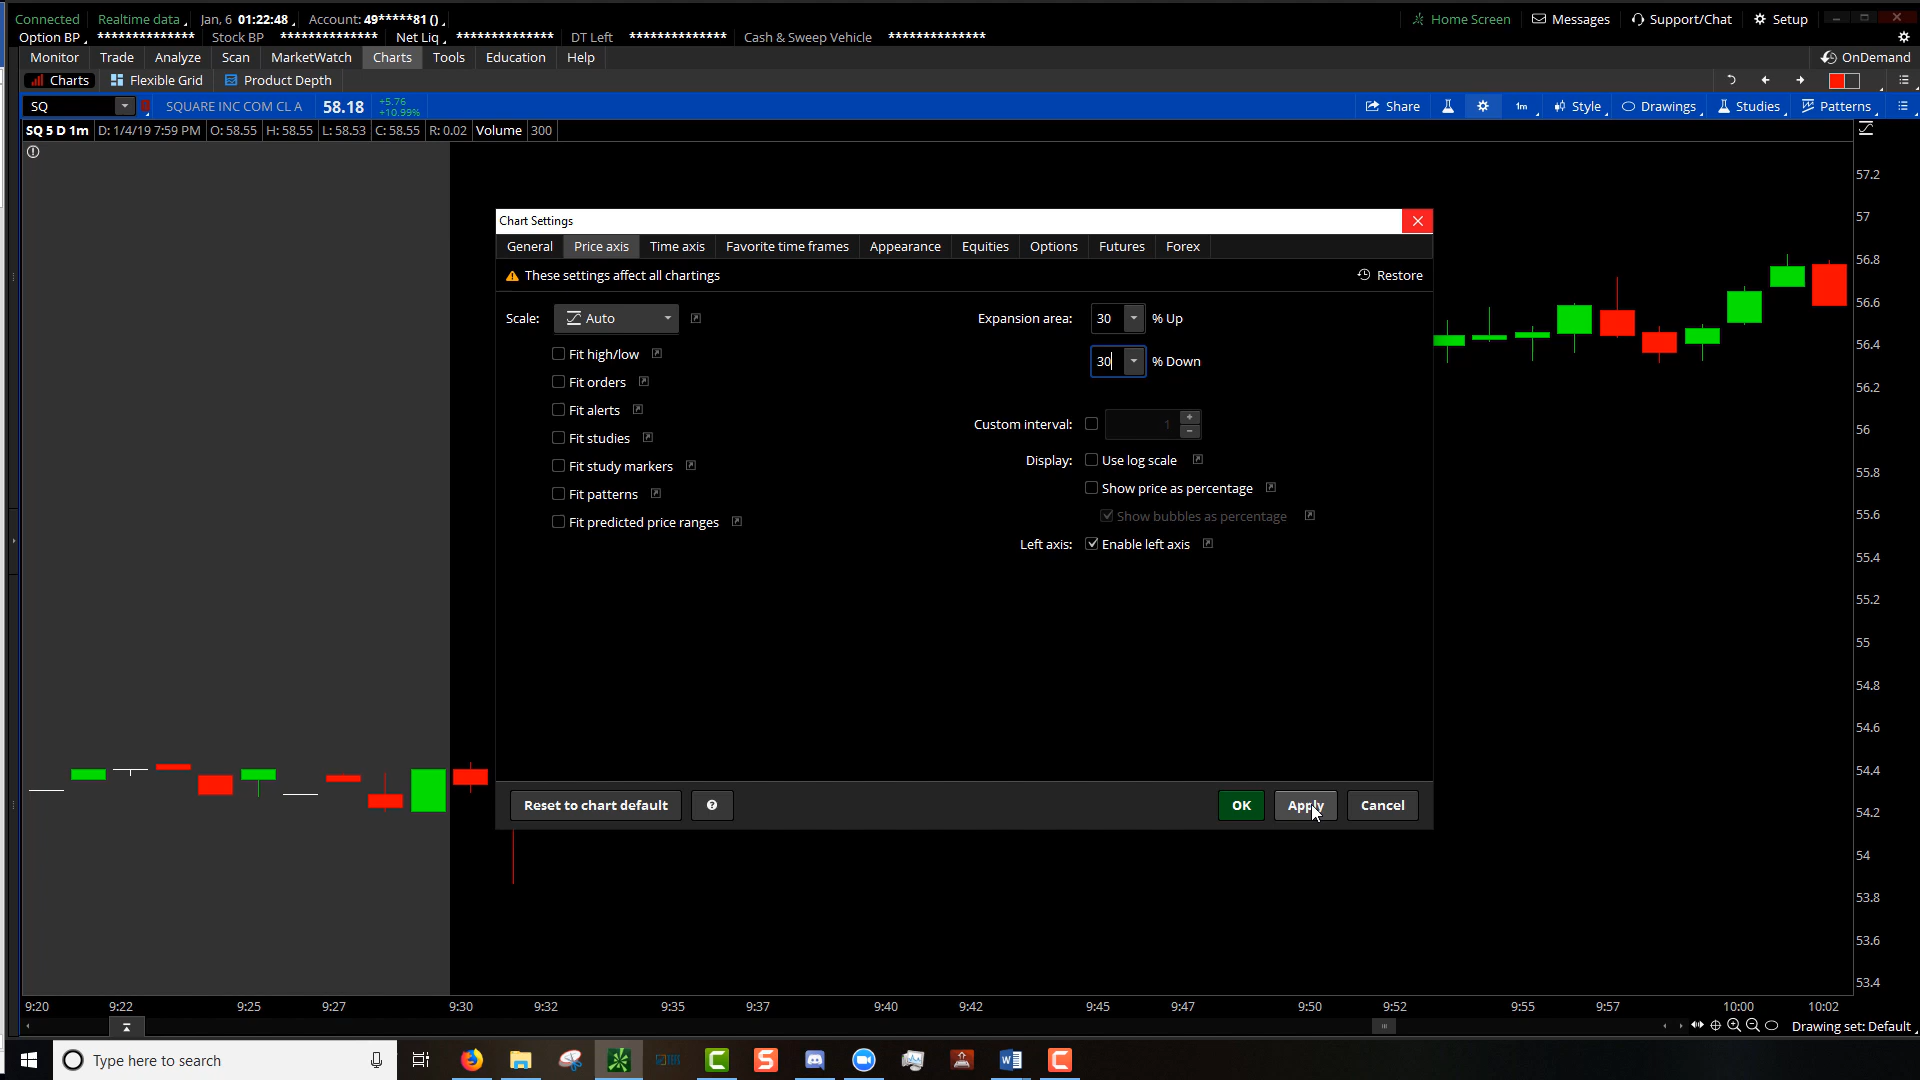 Connected Realtime data Jan, 6 01:22:48 Account: 49*****81 () Home Screen Messages Support/Chat Setup
Option BP ************** Stock BP ************** Net Liq ************** DT Left ************** Cash & Sweep Vehicle **************
Monitor Trade Analyze Scan MarketWatch Charts Tools Education Help OnDemand
Charts Flexible Grid Product Depth
SQ SQUARE INC COM CL A 58.18 +5.76 +10.99% Share 1m Style Drawings Studies Patterns
SQ 5 D 1m D: 1/4/19 7:59 PM O: 58.55 H: 58.55 L: 58.53 C: 58.55 R: 0.02 Volume 300
Chart Settings
General Price axis Time axis Favorite time frames Appearance Equities Options Futures Forex
These settings affect all chartings Restore
Scale: Auto
Fit high/low
Fit orders
Fit alerts
Fit studies
Fit study markers
Fit patterns
Fit predicted price ranges
Expansion area: 30 % Up
30 % Down
Custom interval: 1
Display: Use log scale
Show price as percentage
Show bubbles as percentage
Left axis: Enable left axis
Reset to chart default ? OK Apply Cancel
57.2
57
56.8
56.6
56.4
56.2
56
55.8
55.6
55.4
55.2
55
54.8
54.6
54.4
54.2
54
53.8
53.6
53.4
9:20 9:22 9:25 9:27 9:30 9:32 9:35 9:37 9:40 9:42 9:45 9:47 9:50 9:52 9:55 9:57 10:00 10:02
Drawing set: Default
Type here to search